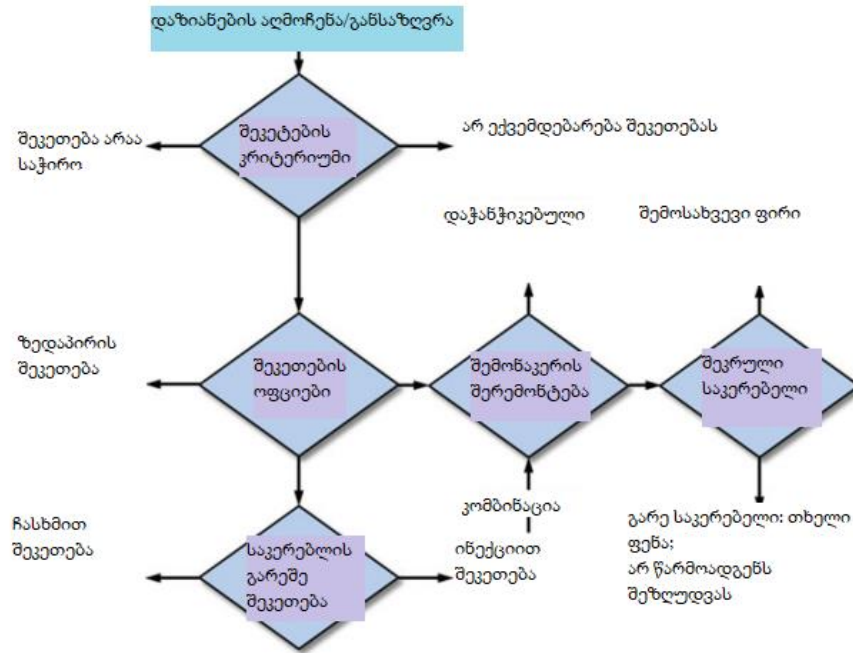 დაზიანების აღმოჩენა/განსაზღვრა
შეკეტების
კრიტერიუმი
შეკეთება არაა
საჭირო
არ ექვემდებარება შეკეთებას
დაჭანჭიკებული
შემოსახვევი ფირი
ზედაპირის
შეკეთება
შეკეთების
ოფციები
შემონაკერის
შერემონტება
შეკრული
საკერებელი
ჩასხმით
შეკეთება
საკერებლის
გარეშე
შეკეთება
კომბინაცია
ინექციით
შეკეთება
გარე საკერებელი: თხელი
ფენა;
არ წარმოადგენს
შეზღუდვას